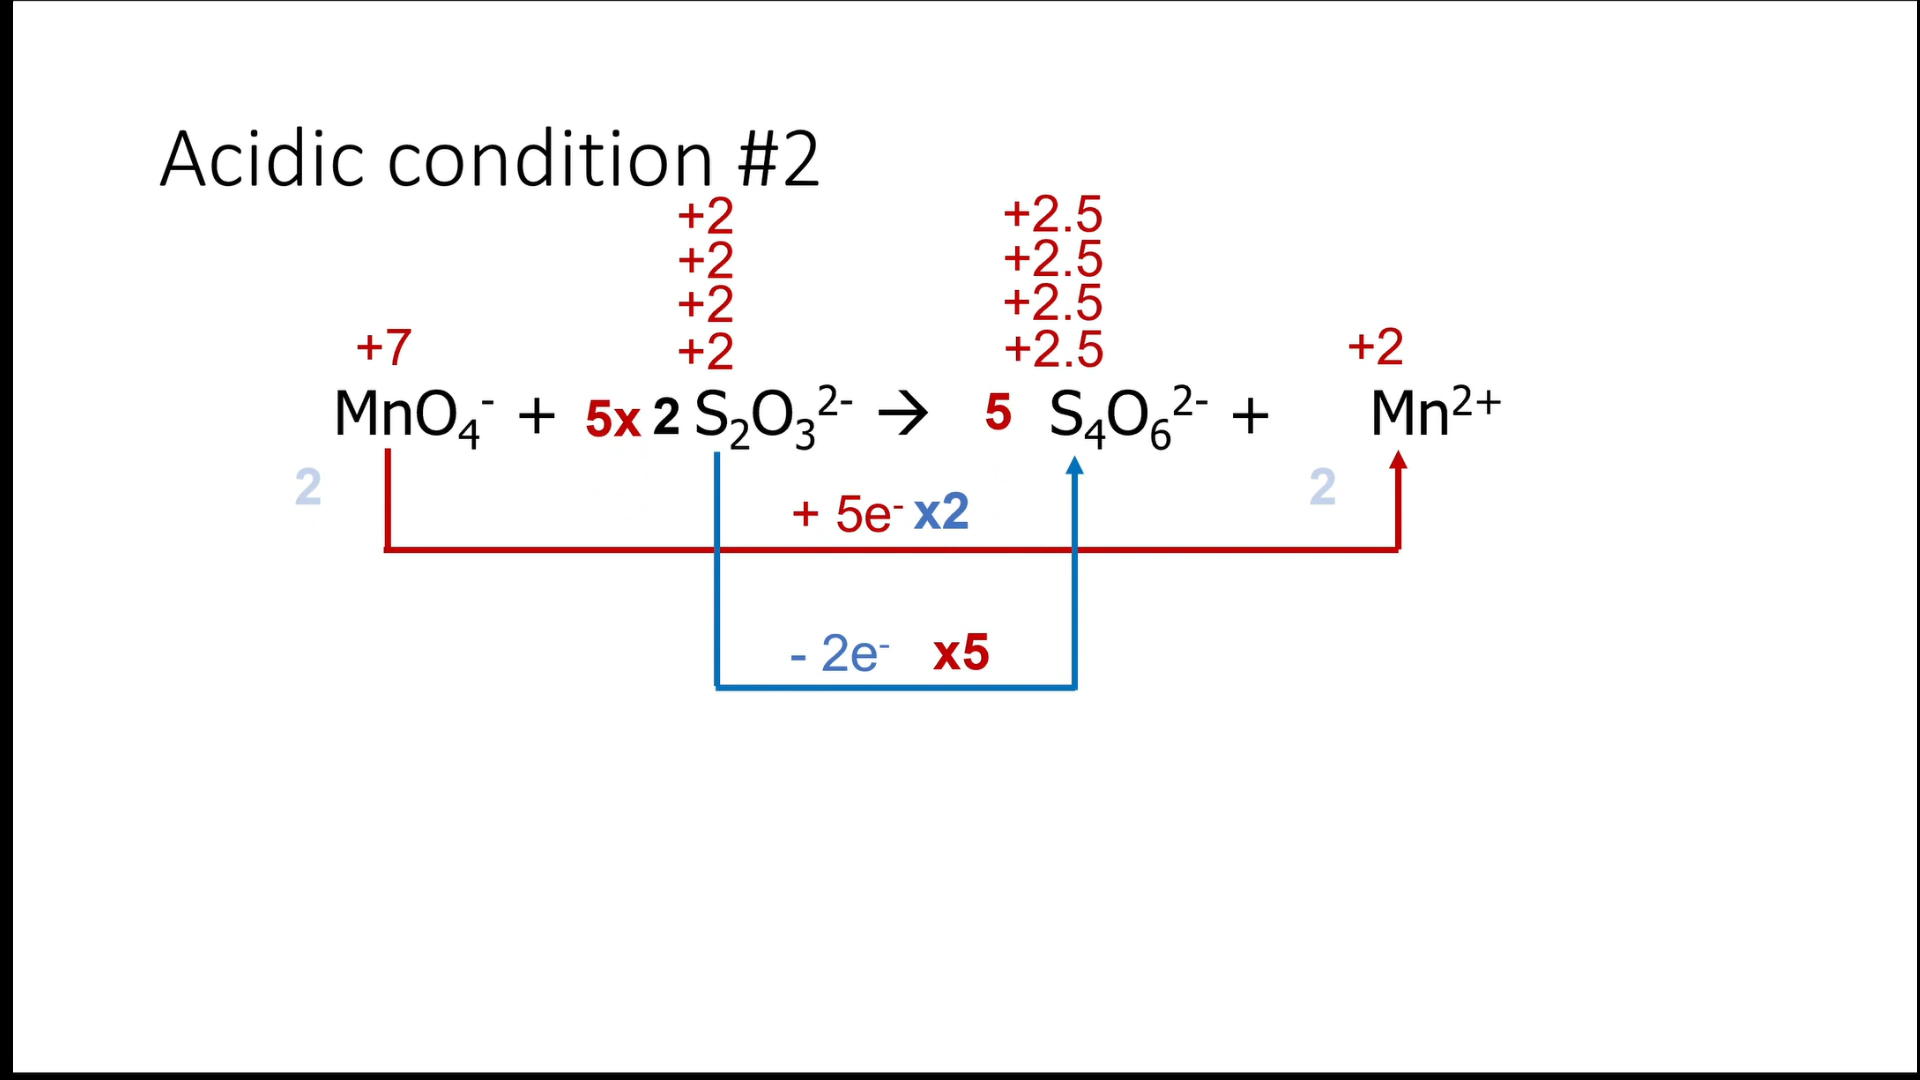 Acidic condition #2
+2 +2.5
+2 +2.5
+2 +2.5
+7 +2 +2.5 +2
MnO₄⁻ + 5x 2 S₂O₃²⁻ → 5 S₄O₆²⁻ + Mn²⁺
2 2
+ 5e⁻ x2
- 2e⁻ x5